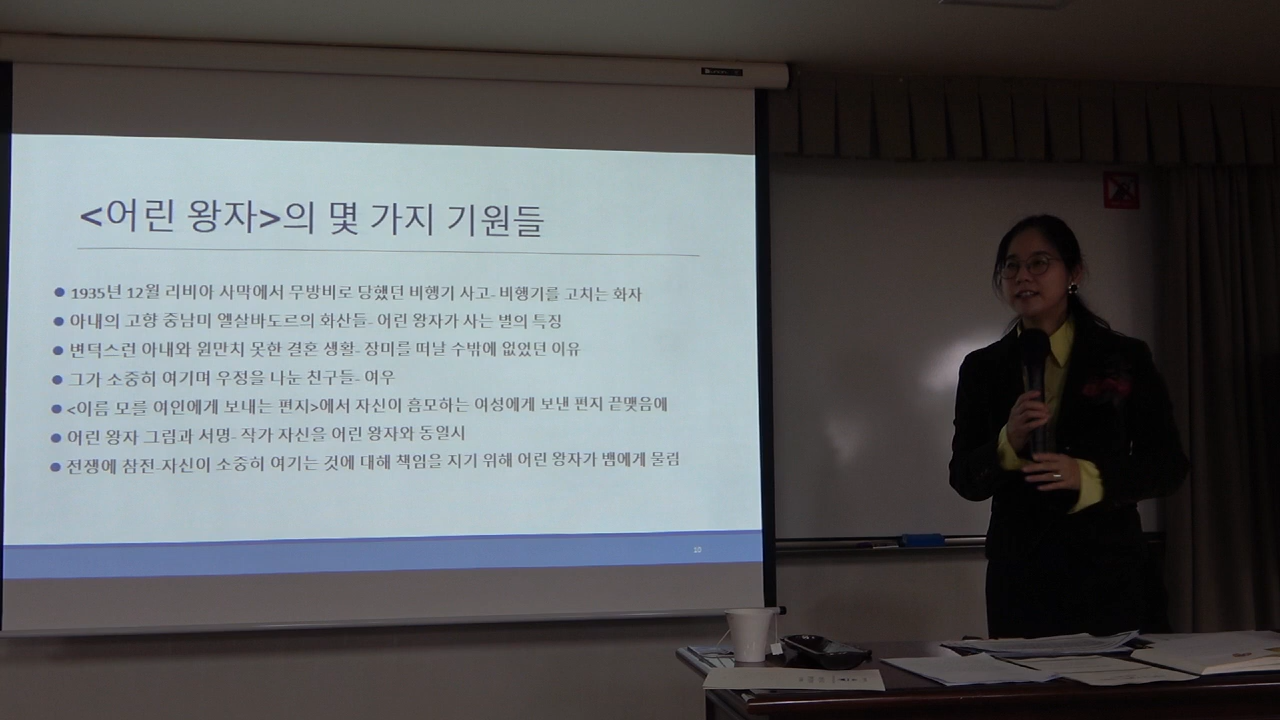 <어린 왕자>의 몇 가지 기원들
● 1935년 12월 리비아 사막에서 무방비로 당했던 비행기 사고- 비행기를 고치는 화자
● 아내의 고향 중남미 엘살바도르의 화산들- 어린 왕자가 사는 별의 특징
● 변덕스런 아내와 원만치 못한 결혼 생활- 장미를 떠날 수밖에 없었던 이유
● 그가 소중히 여기며 우정을 나눈 친구들- 여우
● <이름 모를 여인에게 보내는 편지>에서 자신이 흠모하는 여성에게 보낸 편지 끝맺음에
● 어린 왕자 그림과 서명- 작가 자신을 어린 왕자와 동일시
● 전쟁에 참전-자신이 소중히 여기는 것에 대해 책임을 지기 위해 어린 왕자가 뱀에게 물림
10